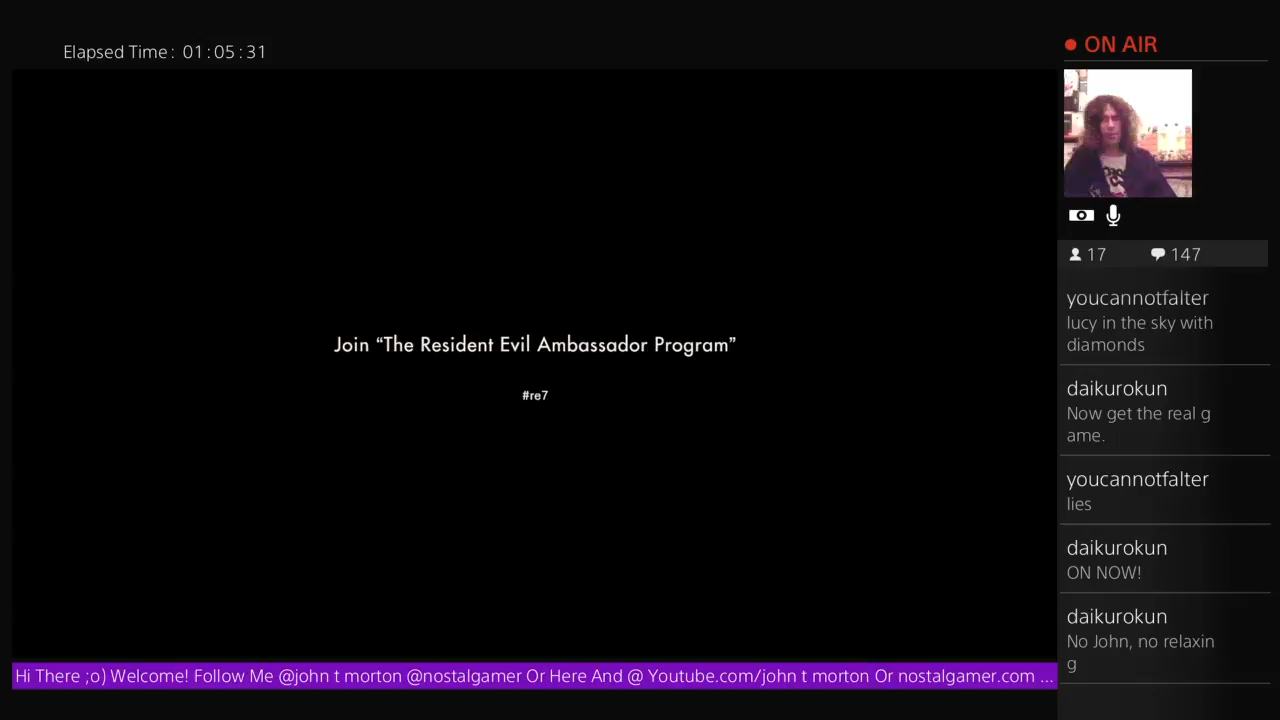 Elapsed Time: 01:05:31
ON AIR
17
147
youcannotfalter
lucy in the sky with
diamonds
daikurokun
Now get the real g
ame.
youcannotfalter
lies
daikurokun
ON NOW!
daikurokun
No John, no relaxin
g
Join “The Resident Evil Ambassador Program”
#re7
Hi There ;o) Welcome! Follow Me @john t morton @nostalgamer Or Here And @ Youtube.com/john t morton Or nostalgamer.com ...